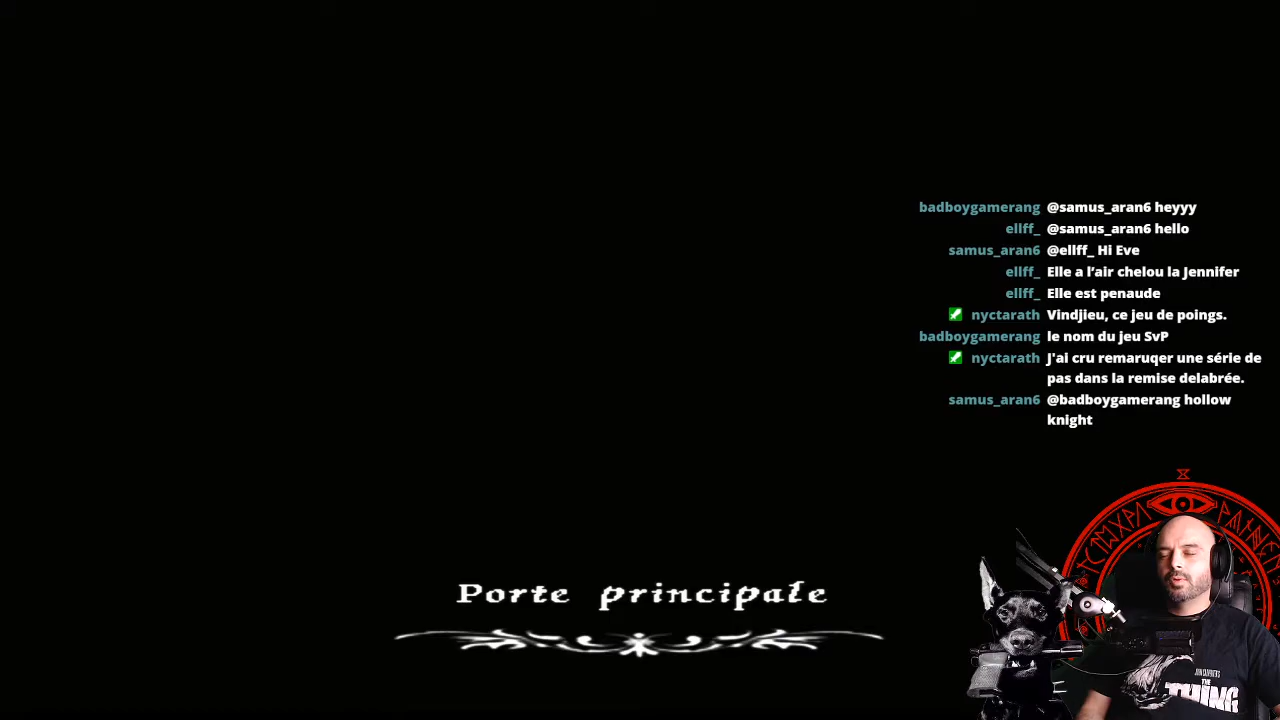 badboygamerang @samus_aran6 heyyy
ellff_ @samus_aran6 hello
samus_aran6 @ellff_ Hi Eve
ellff_ Elle a l’air chelou la Jennifer
ellff_ Elle est penaude
nyctarath Vindjieu, ce jeu de poings.
badboygamerang le nom du jeu SvP
nyctarath J'ai cru remaruqer une série de
pas dans la remise delabrée.
samus_aran6 @badboygamerang hollow
knight
Porte principale
THE
THING